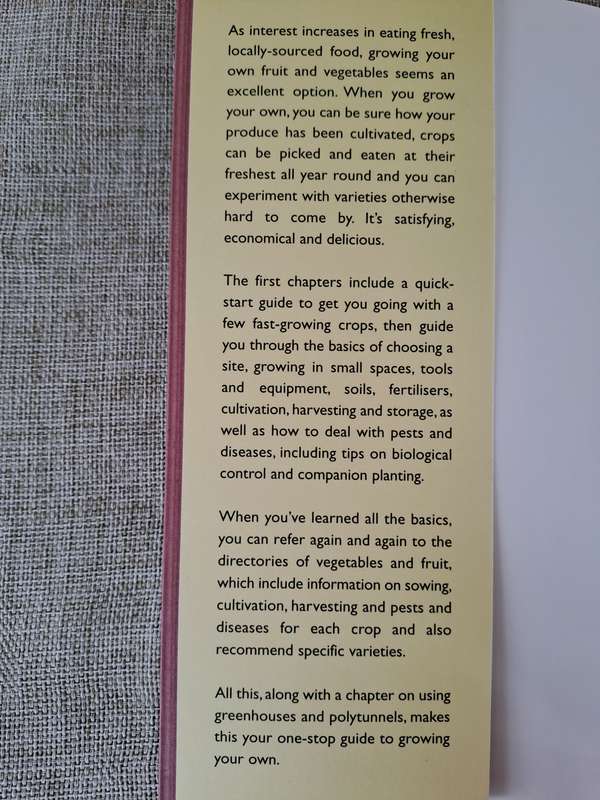 As interest increases in eating fresh,
locally-sourced food, growing your
own fruit and vegetables seems an
excellent option. When you grow
your own, you can be sure how your
produce has been cultivated, crops
can be picked and eaten at their
freshest all year round and you can
experiment with varieties otherwise
hard to come by. It's satisfying,
economical and delicious.
The first chapters include a quick-
start guide to get you going with a
few fast-growing crops, then guide
you through the basics of choosing a
site, growing in small spaces, tools
and equipment, soils, fertilisers,
cultivation, harvesting and storage, as
well as how to deal with pests and
diseases, including tips on biological
control and companion planting.
When you've learned all the basics,
you can refer again and again to the
directories of vegetables and fruit,
which include information on sowing,
cultivation, harvesting and pests and
diseases for each crop and also
recommend specific varieties.
All this, along with a chapter on using
greenhouses and polytunnels, makes
this your one-stop guide to growing
your own.